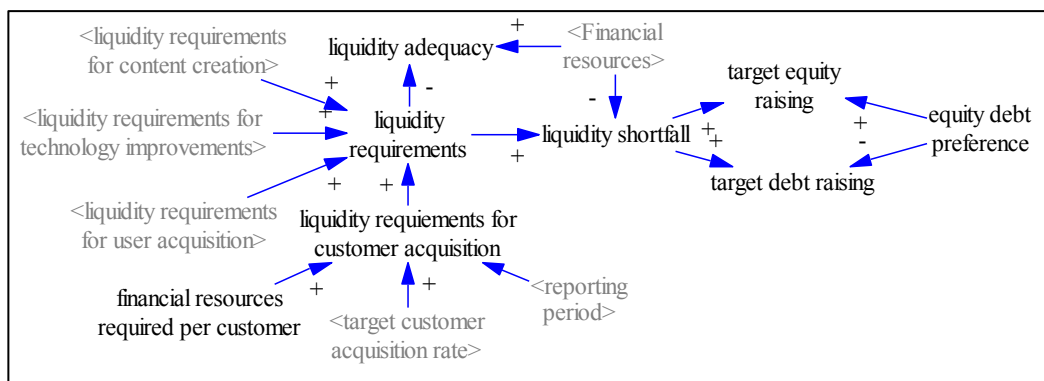 <liquidity requirements
for content creation>
+
liquidity adequacy
+
<Financial
resources>
-
+
<liquidity requirements for
technology improvements>
+
liquidity
requirements
+
-
liquidity shortfall
target equity
raising
+
+
+
-
equity debt
preference
target debt raising
<liquidity requirements
for user acquisition>
+
+
liquidity requiements for
customer acquisition
financial resources
required per customer
+
+
<target customer
acquisition rate>
<reporting
period>